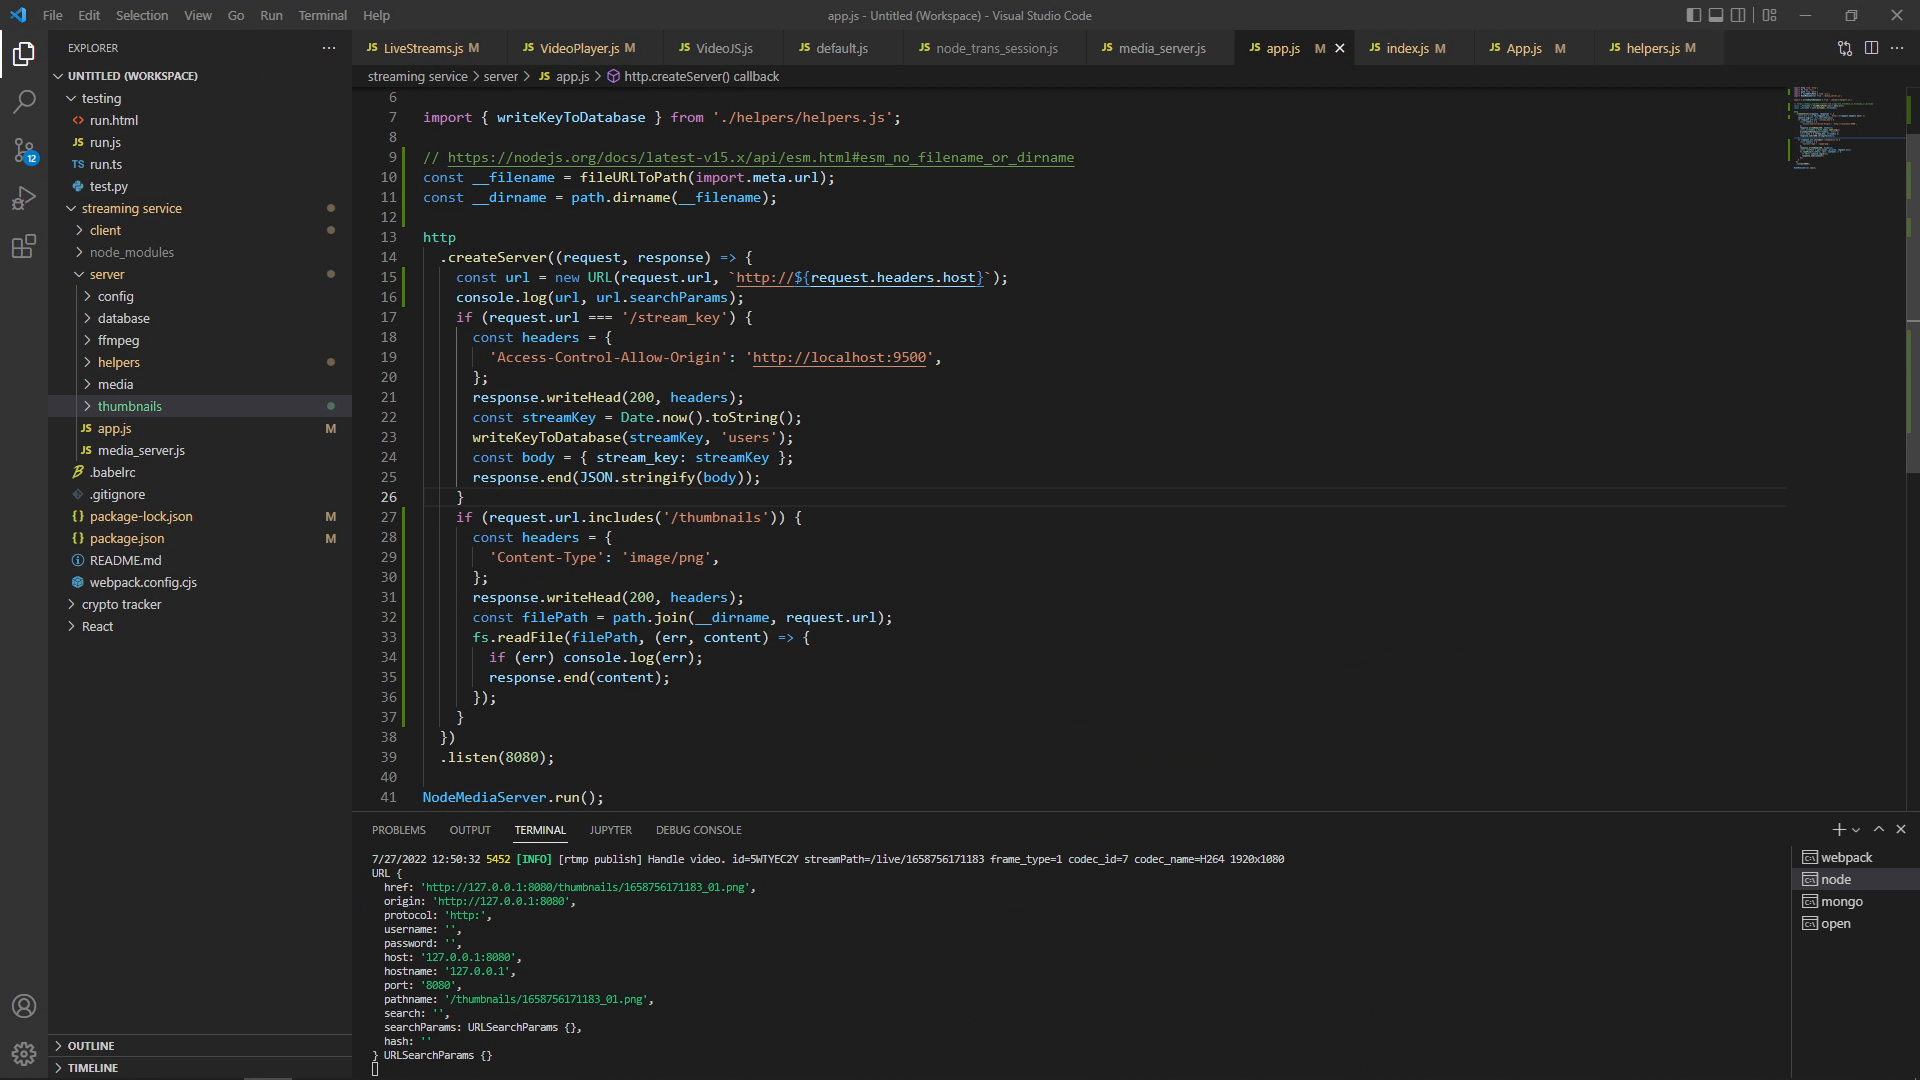 File Edit Selection View Go Run Terminal Help
app.js - Untitled (Workspace) - Visual Studio Code
EXPLORER
UNTITLED (WORKSPACE)
testing
run.html
JS run.js
TS run.ts
test.py
streaming service
client
node_modules
server
config
database
ffmpeg
helpers
media
thumbnails
JS app.js M
JS media_server.js
.babelrc
.gitignore
{} package-lock.json M
{} package.json M
README.md
webpack.config.cjs
crypto tracker
React
OUTLINE
TIMELINE
12
JS LiveStreams.js M JS VideoPlayer.js M JS VideoJS.js JS default.js JS node_trans_session.js JS media_server.js JS app.js M JS index.js M JS App.js M JS helpers.js M
streaming service > server > JS app.js > http.createServer() callback
6
7 import { writeKeyToDatabase } from './helpers/helpers.js';
8
9 // https://nodejs.org/docs/latest-v15.x/api/esm.html#esm_no_filename_or_dirname
10 const __filename = fileURLToPath(import.meta.url);
11 const __dirname = path.dirname(__filename);
12
13 http
14 .createServer((request, response) => {
15 const url = new URL(request.url, `http://${request.headers.host}`);
16 console.log(url, url.searchParams);
17 if (request.url === '/stream_key') {
18 const headers = {
19 'Access-Control-Allow-Origin': 'http://localhost:9500',
20 };
21 response.writeHead(200, headers);
22 const streamKey = Date.now().toString();
23 writeKeyToDatabase(streamKey, 'users');
24 const body = { stream_key: streamKey };
25 response.end(JSON.stringify(body));
26 }
27 if (request.url.includes('/thumbnails')) {
28 const headers = {
29 'Content-Type': 'image/png',
30 };
31 response.writeHead(200, headers);
32 const filePath = path.join(__dirname, request.url);
33 fs.readFile(filePath, (err, content) => {
34 if (err) console.log(err);
35 response.end(content);
36 });
37 }
38 })
39 .listen(8080);
40
41 NodeMediaServer.run();
PROBLEMS OUTPUT TERMINAL JUPYTER DEBUG CONSOLE
7/27/2022 12:50:32 5452 [INFO] [rtmp publish] Handle video. id=5WTYEC2Y streamPath=/live/1658756171183 frame_type=1 codec_id=7 codec_name=H264 1920x1080
URL {
href: 'http://127.0.0.1:8080/thumbnails/1658756171183_01.png',
origin: 'http://127.0.0.1:8080',
protocol: 'http:',
username: '',
password: '',
host: '127.0.0.1:8080',
hostname: '127.0.0.1',
port: '8080',
pathname: '/thumbnails/1658756171183_01.png',
search: '',
searchParams: URLSearchParams {},
hash: ''
} URLSearchParams {}
webpack
node
mongo
open